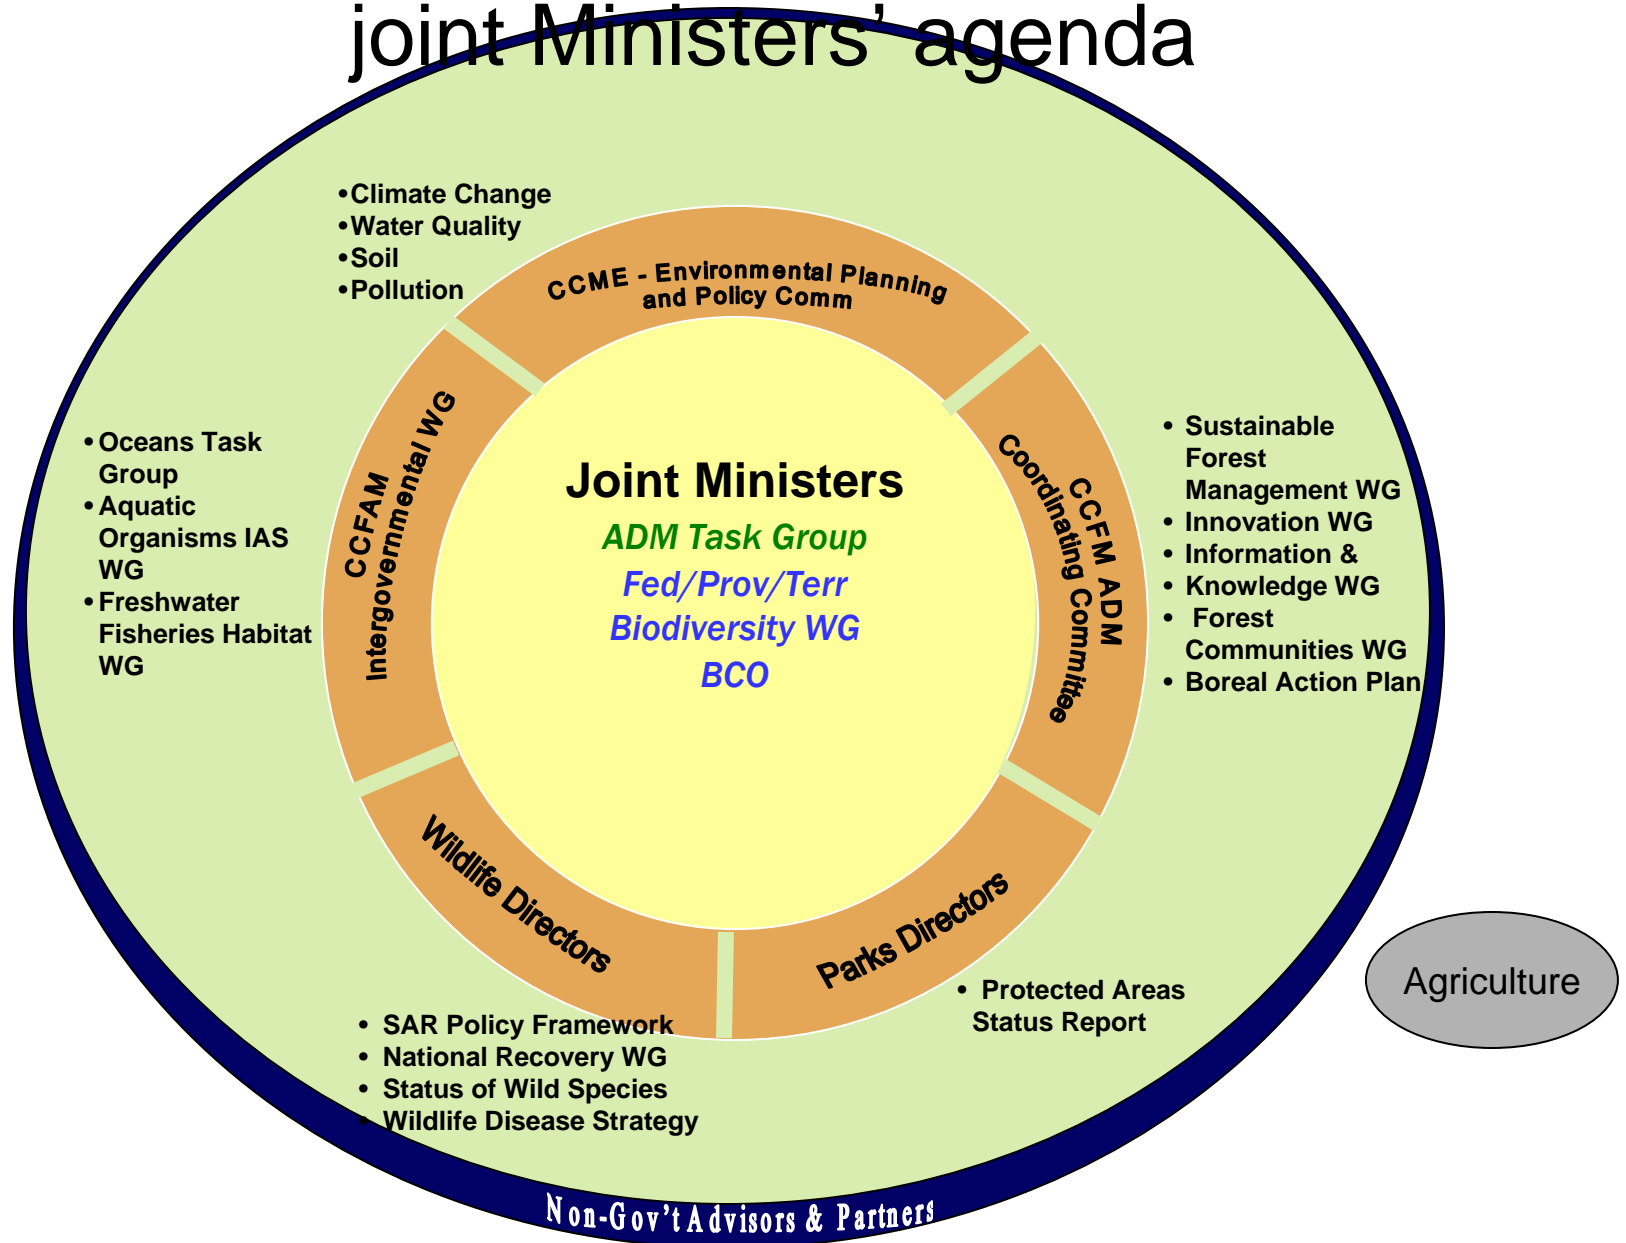 joint Ministers’ agenda
•Climate Change
•Water Quality
•Soil
•Pollution
CCME - Environmental Planning
and Policy Comm
CCFAM
Intergovernmental WG
•Oceans Task
Group
•Aquatic
Organisms IAS
WG
•Freshwater
Fisheries Habitat
WG
Joint Ministers
ADM Task Group
Fed/Prov/Terr
Biodiversity WG
BCO
CCFM ADM
Coordinating Committee
• Sustainable
Forest
Management WG
• Innovation WG
• Information &
• Knowledge WG
• Forest
Communities WG
• Boreal Action Plan
Wildlife Directors
Parks Directors
• SAR Policy Framework
• National Recovery WG
• Status of Wild Species
• Wildlife Disease Strategy
• Protected Areas
Status Report
Agriculture
Non-Gov’t Advisors & Partners